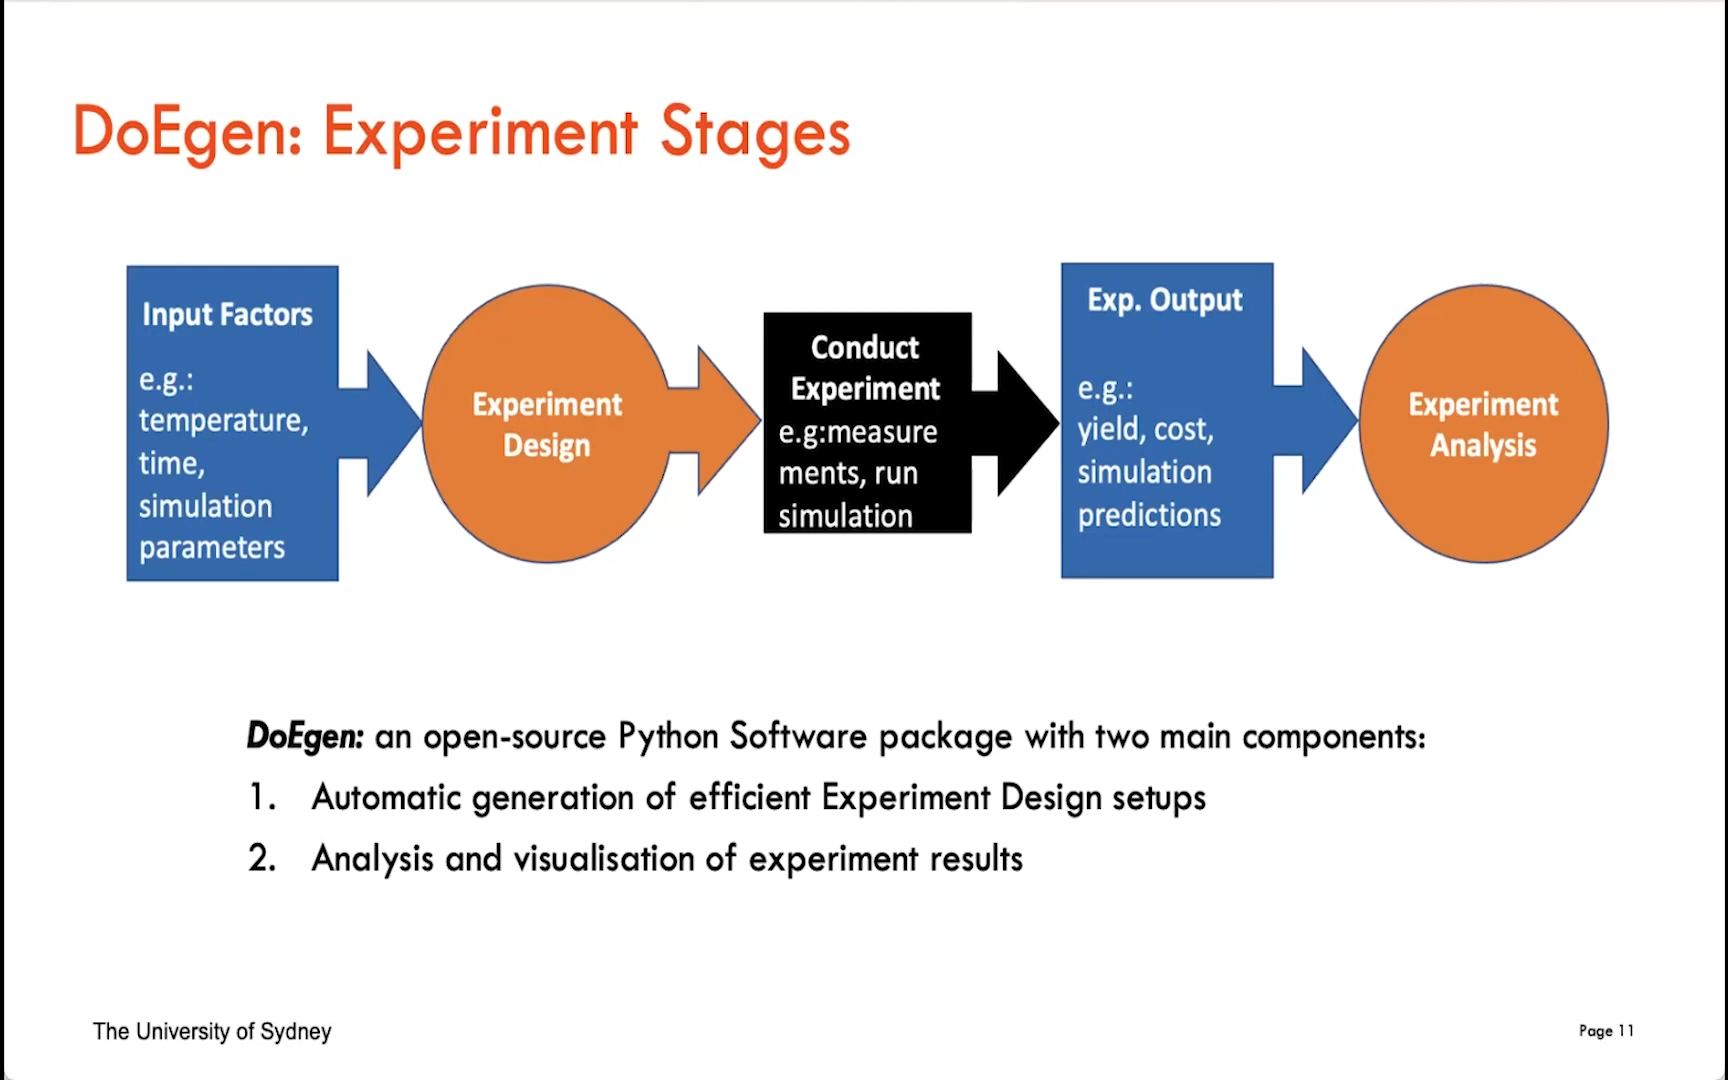 DoEgen: Experiment Stages
Input Factors
e.g.:
temperature,
time,
simulation
parameters
Experiment
Design
Conduct
Experiment
e.g:measure
ments, run
simulation
Exp. Output
e.g.:
yield, cost,
simulation
predictions
Experiment
Analysis
DoEgen: an open-source Python Software package with two main components:
1. Automatic generation of efficient Experiment Design setups
2. Analysis and visualisation of experiment results
The University of Sydney
Page 11